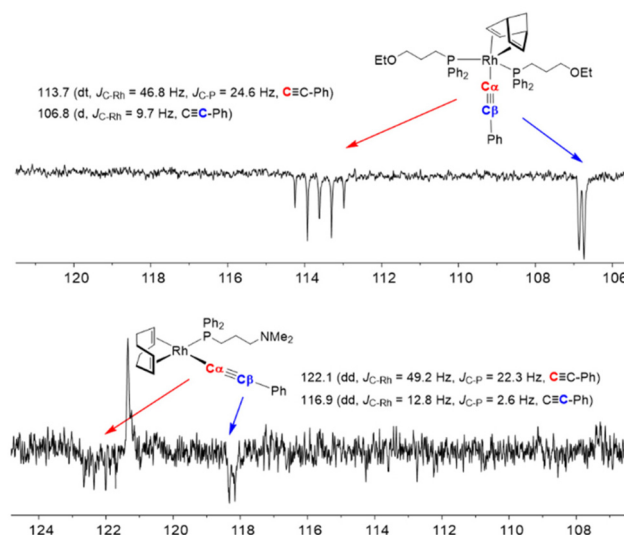 113.7 (dt, JC-Rh = 46.8 Hz, JC-P = 24.6 Hz, C≡C-Ph)
106.8 (d, JC-Rh = 9.7 Hz, C≡C-Ph)
EtO
P
Ph2
Rh
P
Ph2
OEt
Cα
Cβ
Ph
120 118 116 114 112 110 108 106
Ph2
P
NMe2
Rh
Cα
Cβ
Ph
122.1 (dd, JC-Rh = 49.2 Hz, JC-P = 22.3 Hz, C≡C-Ph)
116.9 (dd, JC-Rh = 12.8 Hz, JC-P = 2.6 Hz, C≡C-Ph)
124 122 120 118 116 114 112 110 108